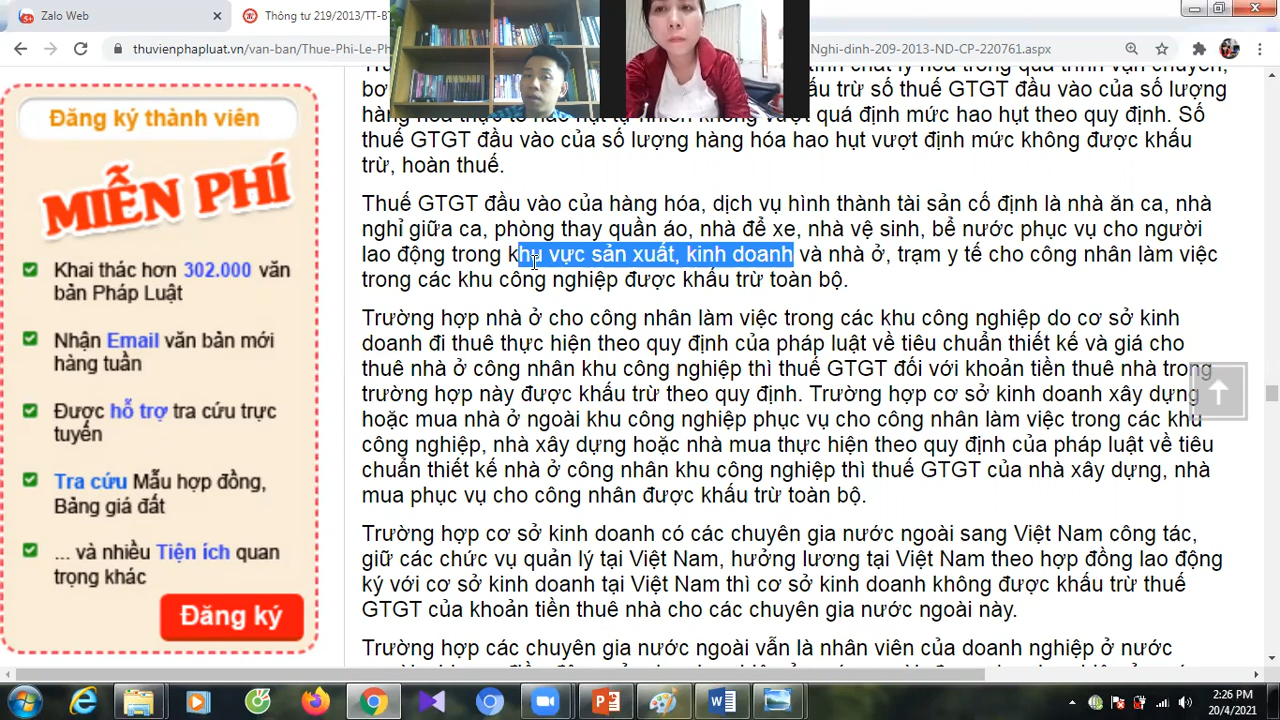 Zalo Web
Thông tư 219/2013/TT-B
thuvienphapluat.vn/van-ban/Thue-Phi-Le-Ph
Nghi-dinh-209-2013-ND-CP-220761.aspx
Đăng ký thành viên
MIỄN PHÍ
Khai thác hơn 302.000 văn
bản Pháp Luật
Nhận Email văn bản mới
hàng tuần
Được hỗ trợ tra cứu trực
tuyến
Tra cứu Mẫu hợp đồng,
Bảng giá đất
... và nhiều Tiện ích quan
trọng khác
Đăng ký
ấu trừ số thuế GTGT đầu vào của số lượng
quá định mức hao hụt theo quy định. Số
thuế GTGT đầu vào của số lượng hàng hóa hao hụt vượt định mức không được khấu
trừ, hoàn thuế.
Thuế GTGT đầu vào của hàng hóa, dịch vụ hình thành tài sản cố định là nhà ăn ca, nhà
nghỉ giữa ca, phòng thay quần áo, nhà để xe, nhà vệ sinh, bể nước phục vụ cho người
lao động trong khu vực sản xuất, kinh doanh và nhà ở, trạm y tế cho công nhân làm việc
trong các khu công nghiệp được khấu trừ toàn bộ.
Trường hợp nhà ở cho công nhân làm việc trong các khu công nghiệp do cơ sở kinh
doanh đi thuê thực hiện theo quy định của pháp luật về tiêu chuẩn thiết kế và giá cho
thuê nhà ở công nhân khu công nghiệp thì thuế GTGT đối với khoản tiền thuê nhà trong
trường hợp này được khấu trừ theo quy định. Trường hợp cơ sở kinh doanh xây dựng
hoặc mua nhà ở ngoài khu công nghiệp phục vụ cho công nhân làm việc trong các khu
công nghiệp, nhà xây dựng hoặc nhà mua thực hiện theo quy định của pháp luật về tiêu
chuẩn thiết kế nhà ở công nhân khu công nghiệp thì thuế GTGT của nhà xây dựng, nhà
mua phục vụ cho công nhân được khấu trừ toàn bộ.
Trường hợp cơ sở kinh doanh có các chuyên gia nước ngoài sang Việt Nam công tác,
giữ các chức vụ quản lý tại Việt Nam, hưởng lương tại Việt Nam theo hợp đồng lao động
ký với cơ sở kinh doanh tại Việt Nam thì cơ sở kinh doanh không được khấu trừ thuế
GTGT của khoản tiền thuê nhà cho các chuyên gia nước ngoài này.
Trường hợp các chuyên gia nước ngoài vẫn là nhân viên của doanh nghiệp ở nước
2:26 PM
20/4/2021